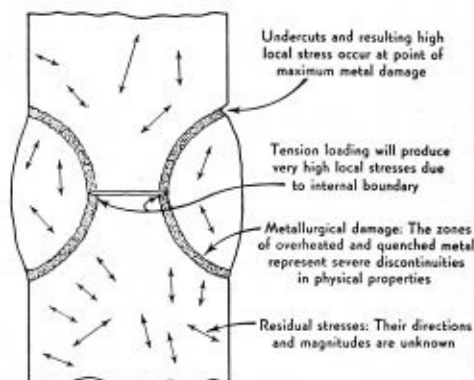 Undercuts and resulting high
local stress occur at point of
maximum metal damage
Tension loading will produce
very high local stresses due
to internal boundary
Metallurgical damage: The zones
of overheated and quenched metal
represent severe discontinuities
in physical properties
Residual stresses: Their directions
and magnitudes are unknown